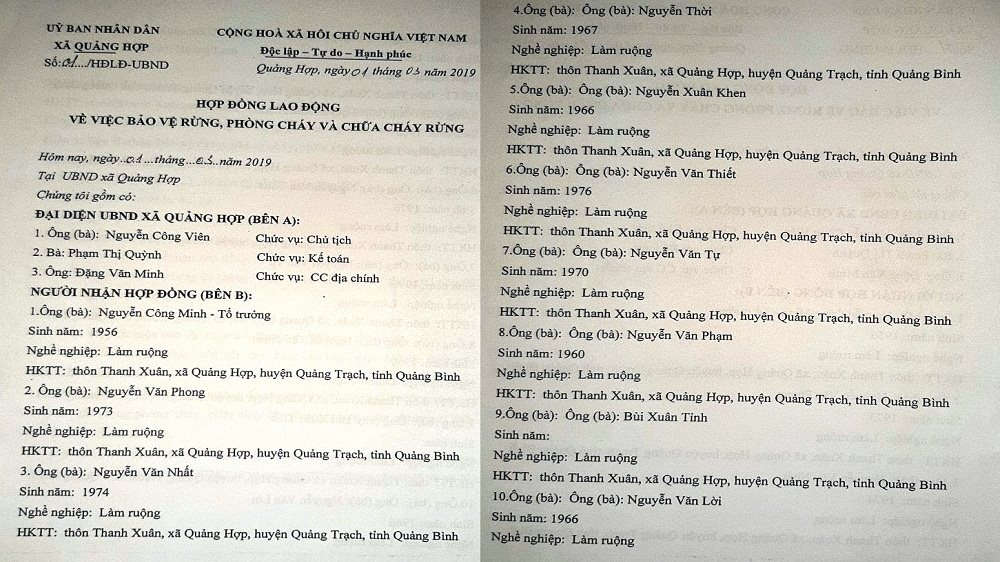 UỶ BAN NHÂN DÂN
XÃ QUẢNG HỢP
Số:01..../HĐLĐ-UBND
CỘNG HOÀ XÃ HỘI CHỦ NGHĨA VIỆT NAM
Độc lập – Tự do – Hạnh phúc
Quảng Hợp, ngày 01 tháng 03 năm 2019
HỢP ĐỒNG LAO ĐỘNG
VỀ VIỆC BẢO VỆ RỪNG, PHÒNG CHÁY VÀ CHỮA CHÁY RỪNG
Hôm nay, ngày..01...tháng...03..năm 2019
Tại UBND xã Quảng Hợp
Chúng tôi gồm có:
ĐẠI DIỆN UBND XÃ QUẢNG HỢP (BÊN A):
1. Ông (bà): Nguyễn Công Viên Chức vụ: Chủ tịch
2. Bà: Phạm Thị Quỳnh Chức vụ: Kế toán
3. Ông: Đặng Văn Minh Chức vụ: CC địa chính
NGƯỜI NHẬN HỢP ĐỒNG (BÊN B):
1.Ông (bà): Nguyễn Công Minh - Tổ trưởng
Sinh năm: 1956
Nghề nghiệp: Làm ruộng
HKTT: thôn Thanh Xuân, xã Quảng Hợp, huyện Quảng Trạch, tỉnh Quảng Bình
2. Ông (bà): Nguyễn Văn Phong
Sinh năm: 1973
Nghề nghiệp: Làm ruộng
HKTT: thôn Thanh Xuân, xã Quảng Hợp, huyện Quảng Trạch, tỉnh Quảng Bình
3. Ông (bà): Nguyễn Văn Nhất
Sinh năm: 1974
Nghề nghiệp: Làm ruộng
HKTT: thôn Thanh Xuân, xã Quảng Hợp, huyện Quảng Trạch, tỉnh Quảng Bình
4.Ông (bà): Ông (bà): Nguyễn Thời
Sinh năm: 1967
Nghề nghiệp: Làm ruộng
HKTT: thôn Thanh Xuân, xã Quảng Hợp, huyện Quảng Trạch, tỉnh Quảng Bình
5.Ông (bà): Ông (bà): Nguyễn Xuân Khen
Sinh năm: 1966
Nghề nghiệp: Làm ruộng
HKTT: thôn Thanh Xuân, xã Quảng Hợp, huyện Quảng Trạch, tỉnh Quảng Bình
6.Ông (bà): Ông (bà): Nguyễn Văn Thiết
Sinh năm: 1976
Nghề nghiệp: Làm ruộng
HKTT: thôn Thanh Xuân, xã Quảng Hợp, huyện Quảng Trạch, tỉnh Quảng Bình
7.Ông (bà): Ông (bà): Nguyễn Văn Tự
Sinh năm: 1970
Nghề nghiệp: Làm ruộng
HKTT: thôn Thanh Xuân, xã Quảng Hợp, huyện Quảng Trạch, tỉnh Quảng Bình
8.Ông (bà): Ông (bà): Nguyễn Văn Phạm
Sinh năm: 1960
Nghề nghiệp: Làm ruộng
HKTT: thôn Thanh Xuân, xã Quảng Hợp, huyện Quảng Trạch, tỉnh Quảng Bình
9.Ông (bà): Ông (bà): Bùi Xuân Tỉnh
Sinh năm:
Nghề nghiệp: Làm ruộng
HKTT: thôn Thanh Xuân, xã Quảng Hợp, huyện Quảng Trạch, tỉnh Quảng Bình
10.Ông (bà): Ông (bà): Nguyễn Văn Lời
Sinh năm: 1966
Nghề nghiệp: Làm ruộng